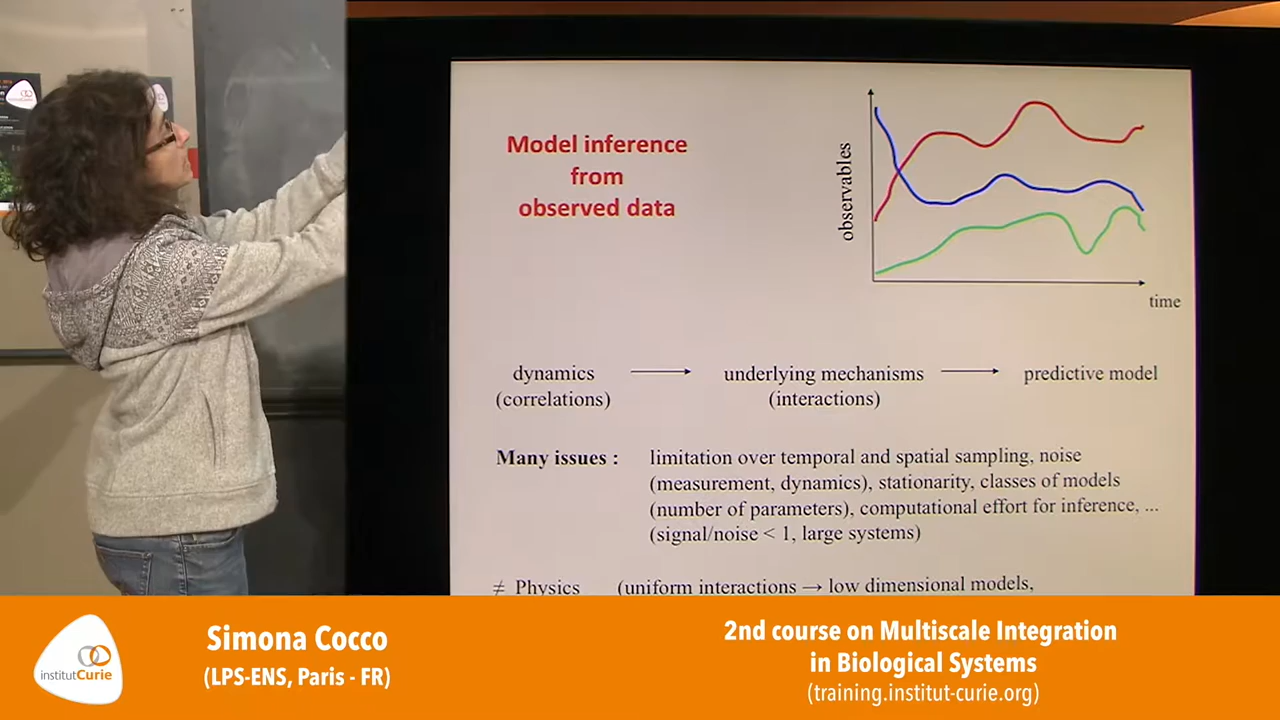 Model inference
from
observed data
observables
time
dynamics
(correlations)
underlying mechanisms
(interactions)
predictive model
Many issues :
limitation over temporal and spatial sampling, noise
(measurement, dynamics), stationarity, classes of models
(number of parameters), computational effort for inference, ...
(signal/noise < 1, large systems)
≠ Physics (uniform interactions → low dimensional models,
institutCurie
Simona Cocco
(LPS-ENS, Paris - FR)
2nd course on Multiscale Integration
in Biological Systems
(training.institut-curie.org)